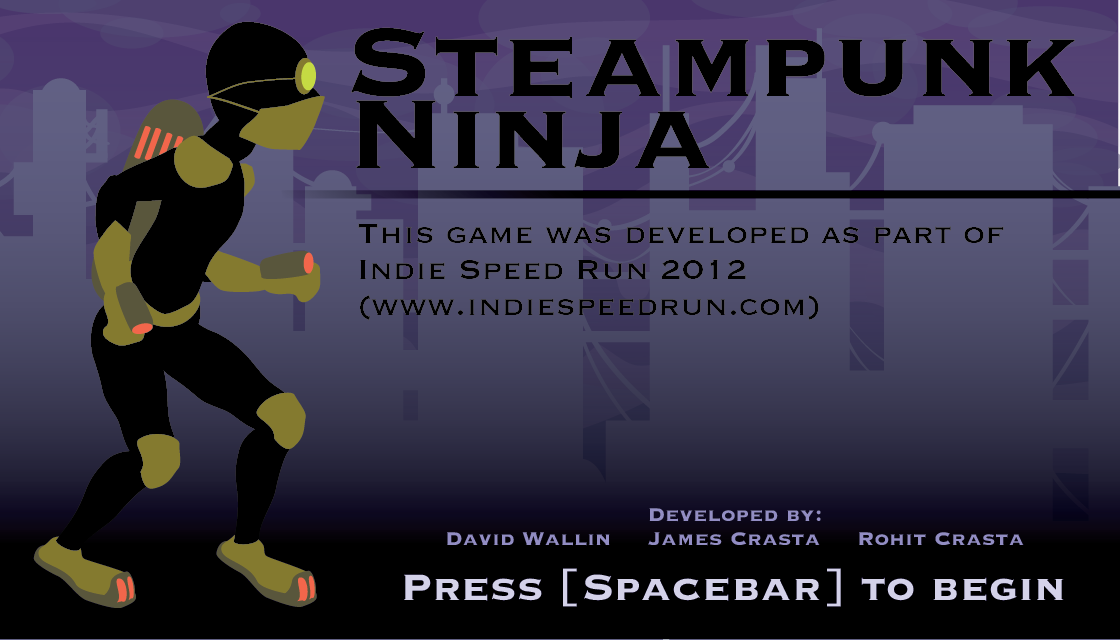 Steampunk
Ninja
This game was developed as part of
Indie Speed Run 2012
(www.indiespeedrun.com)
Developed by:
David Wallin James Crasta Rohit Crasta
Press [Spacebar] to begin